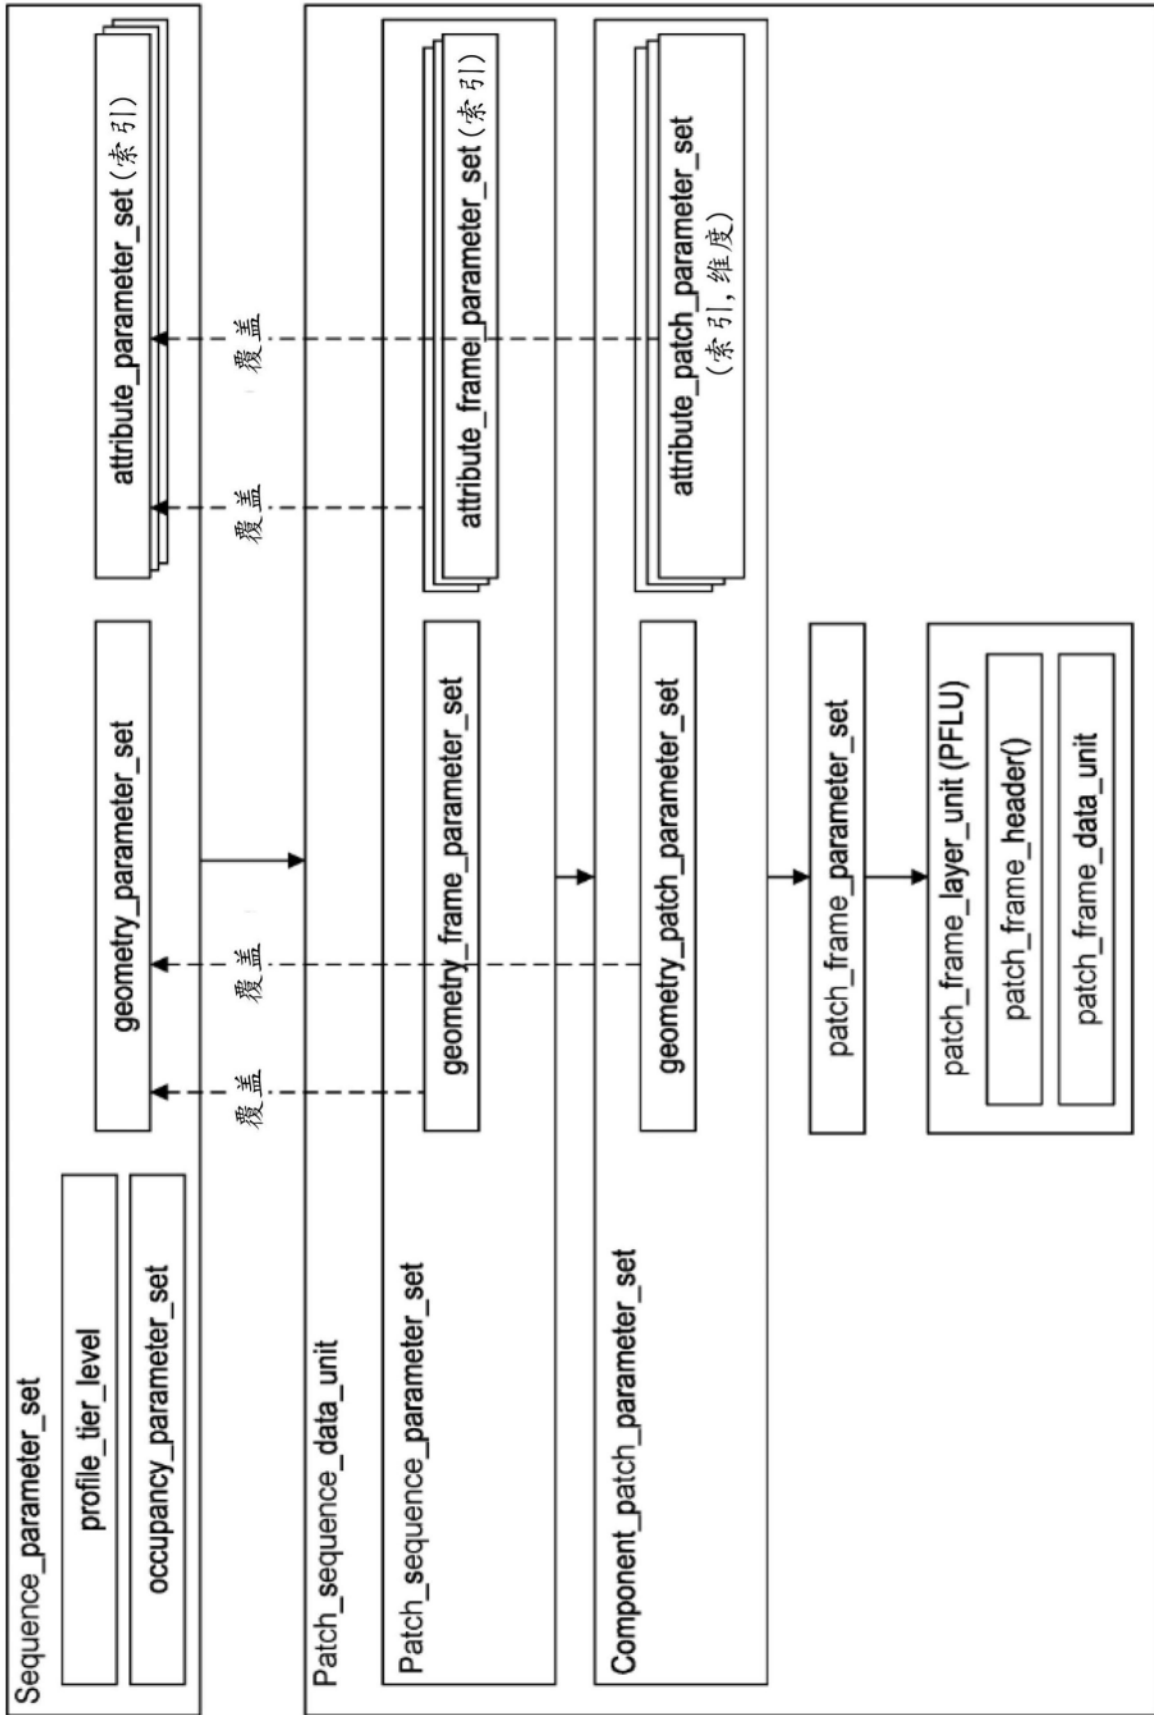 Sequence_parameter_set
profile_tier_level
occupancy_parameter_set
geometry_parameter_set
attribute_parameter_set(索引)
覆盖
覆盖
覆盖
覆盖
Patch_sequence_data_unit
Patch_sequence_parameter_set
geometry_frame_parameter_set
attribute_frame_parameter_set(索引)
Component_patch_parameter_set
geometry_patch_parameter_set
attribute_patch_parameter_set
(索引,维度)
patch_frame_parameter_set
patch_frame_layer_unit (PFLU)
patch_frame_header()
patch_frame_data_unit